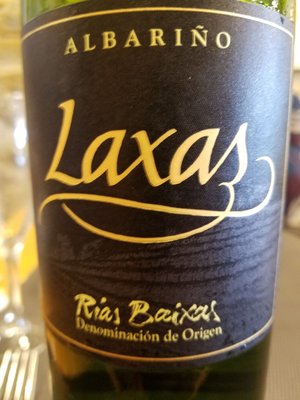 ALBARIÑO
Laxas
Rías Baixas
Denominación de Origen